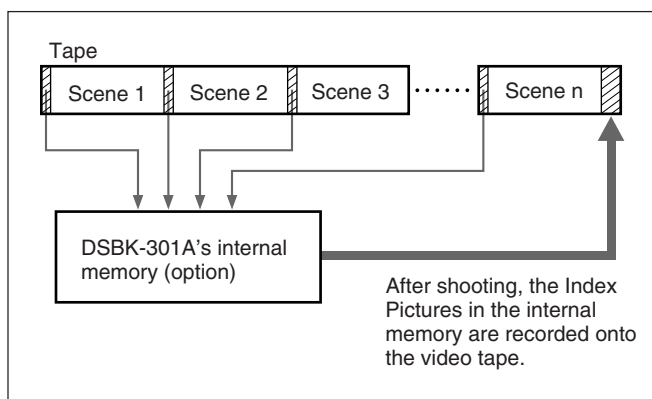 Tape
Scene 1
Scene 2
Scene 3
......
Scene n
DSBK-301A's internal
memory (option)
After shooting, the Index
Pictures in the internal
memory are recorded onto
the video tape.